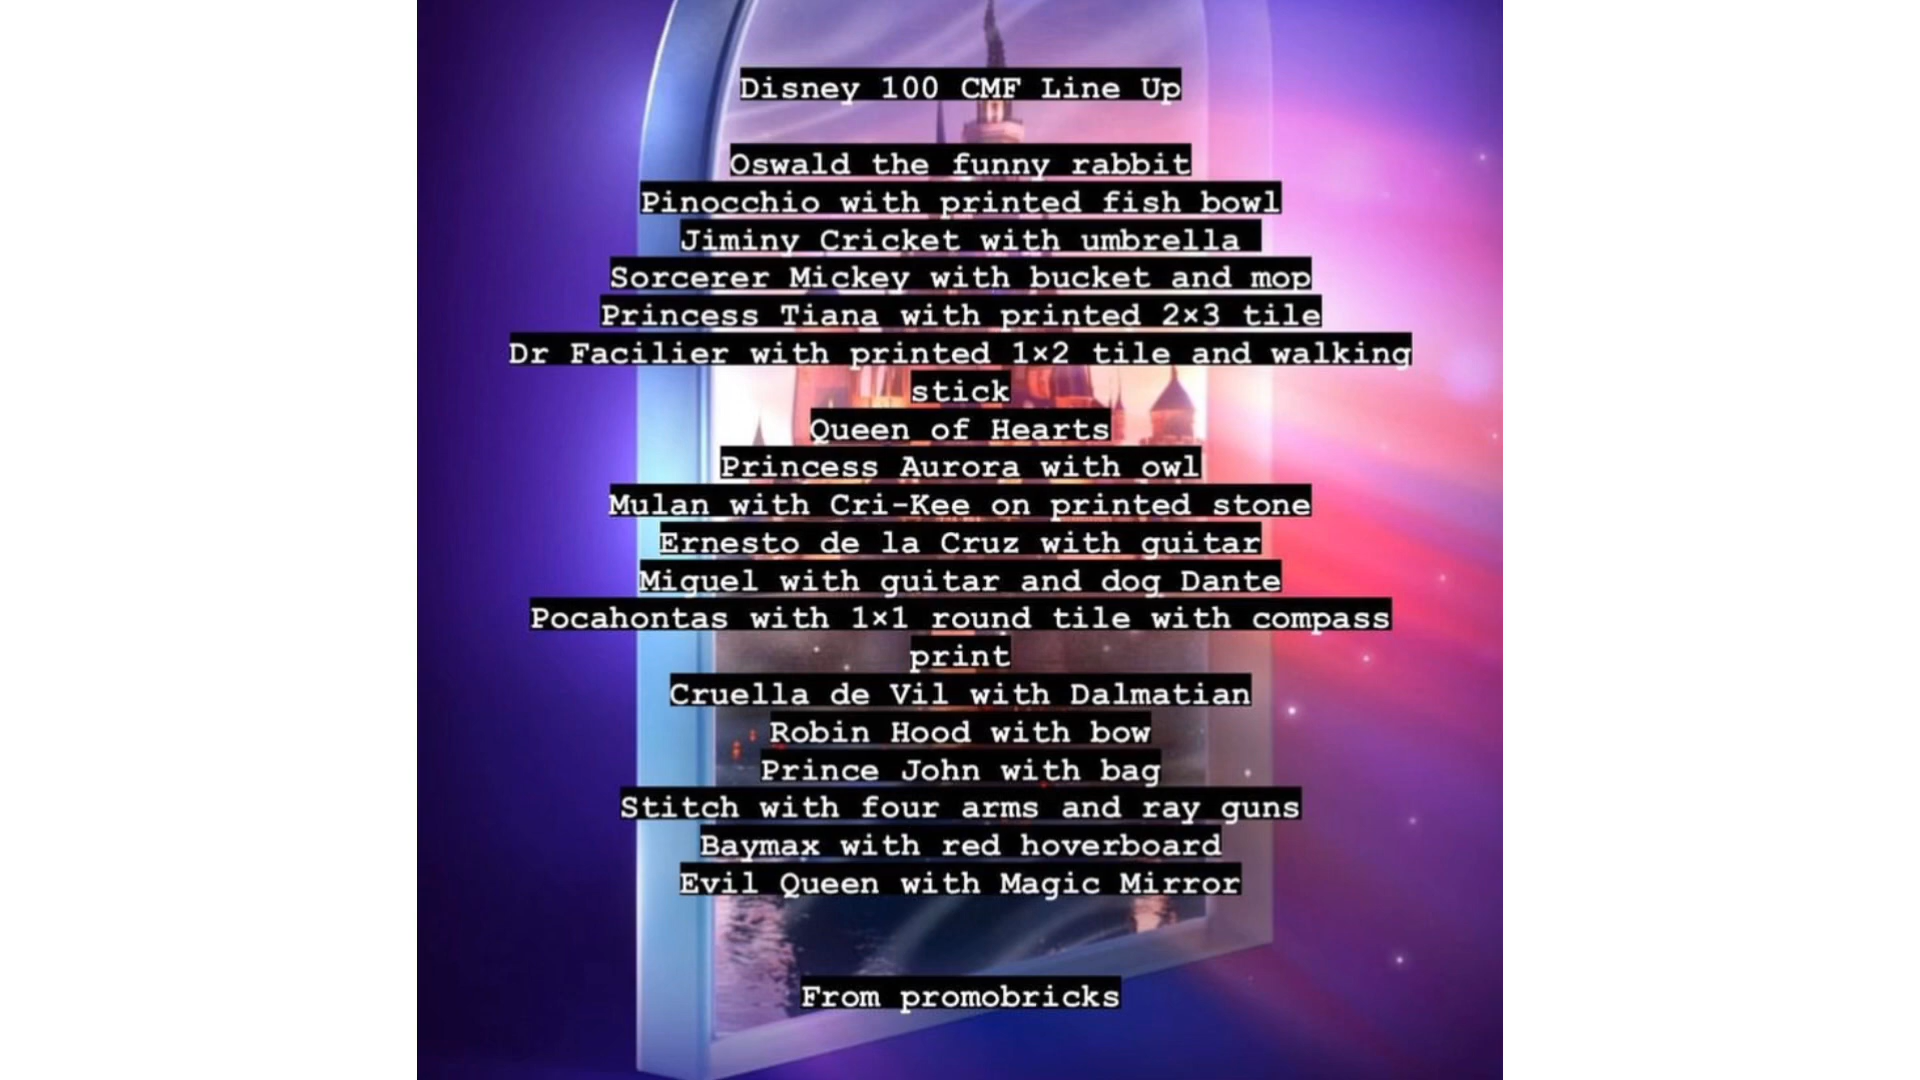 Disney 100 CMF Line Up
Oswald the funny rabbit
Pinocchio with printed fish bowl
Jiminy Cricket with umbrella
Sorcerer Mickey with bucket and mop
Princess Tiana with printed 2×3 tile
Dr Facilier with printed 1×2 tile and walking
stick
Queen of Hearts
Princess Aurora with owl
Mulan with Cri-Kee on printed stone
Ernesto de la Cruz with guitar
Miguel with guitar and dog Dante
Pocahontas with 1×1 round tile with compass
print
Cruella de Vil with Dalmatian
Robin Hood with bow
Prince John with bag
Stitch with four arms and ray guns
Baymax with red hoverboard
Evil Queen with Magic Mirror
From promobricks